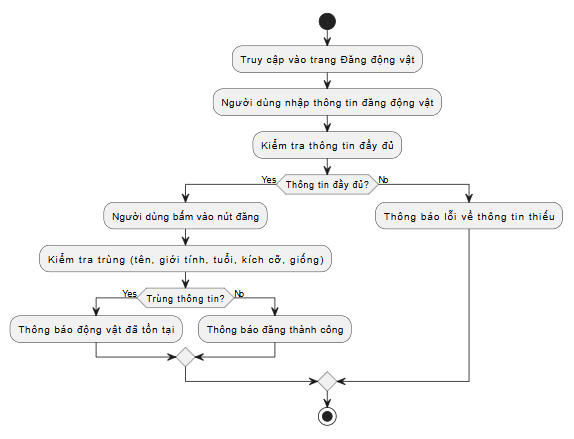 Truy cập vào trang Đăng động vật
Người dùng nhập thông tin đăng động vật
Kiểm tra thông tin đầy đủ
Yes
Thông tin đầy đủ?
No
Người dùng bấm vào nút đăng
Thông báo lỗi về thông tin thiếu
Kiểm tra trùng (tên, giới tính, tuổi, kích cỡ, giống)
Yes
Trùng thông tin?
No
Thông báo động vật đã tồn tại
Thông báo đăng thành công